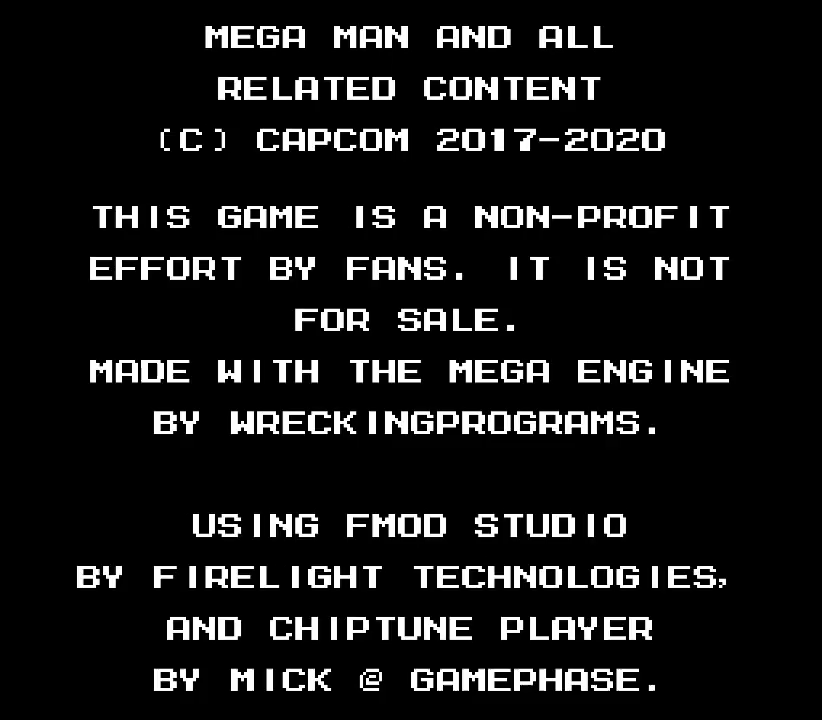 MEGA MAN AND ALL
RELATED CONTENT
(C) CAPCOM 2017-2020
THIS GAME IS A NON-PROFIT
EFFORT BY FANS. IT IS NOT
FOR SALE.
MADE WITH THE MEGA ENGINE
BY WRECKINGPROGRAMS.
USING FMOD STUDIO
BY FIRELIGHT TECHNOLOGIES,
AND CHIPTUNE PLAYER
BY MICK @ GAMEPHASE.